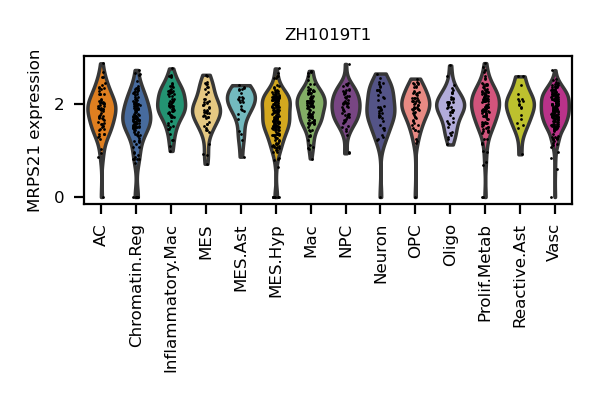 ZH1019T1
MRPS21 expression
2
0
AC
Chromatin.Reg
Inflammatory.Mac
MES
MES.Ast
MES.Hyp
Mac
NPC
Neuron
OPC
Oligo
Prolif.Metab
Reactive.Ast
Vasc